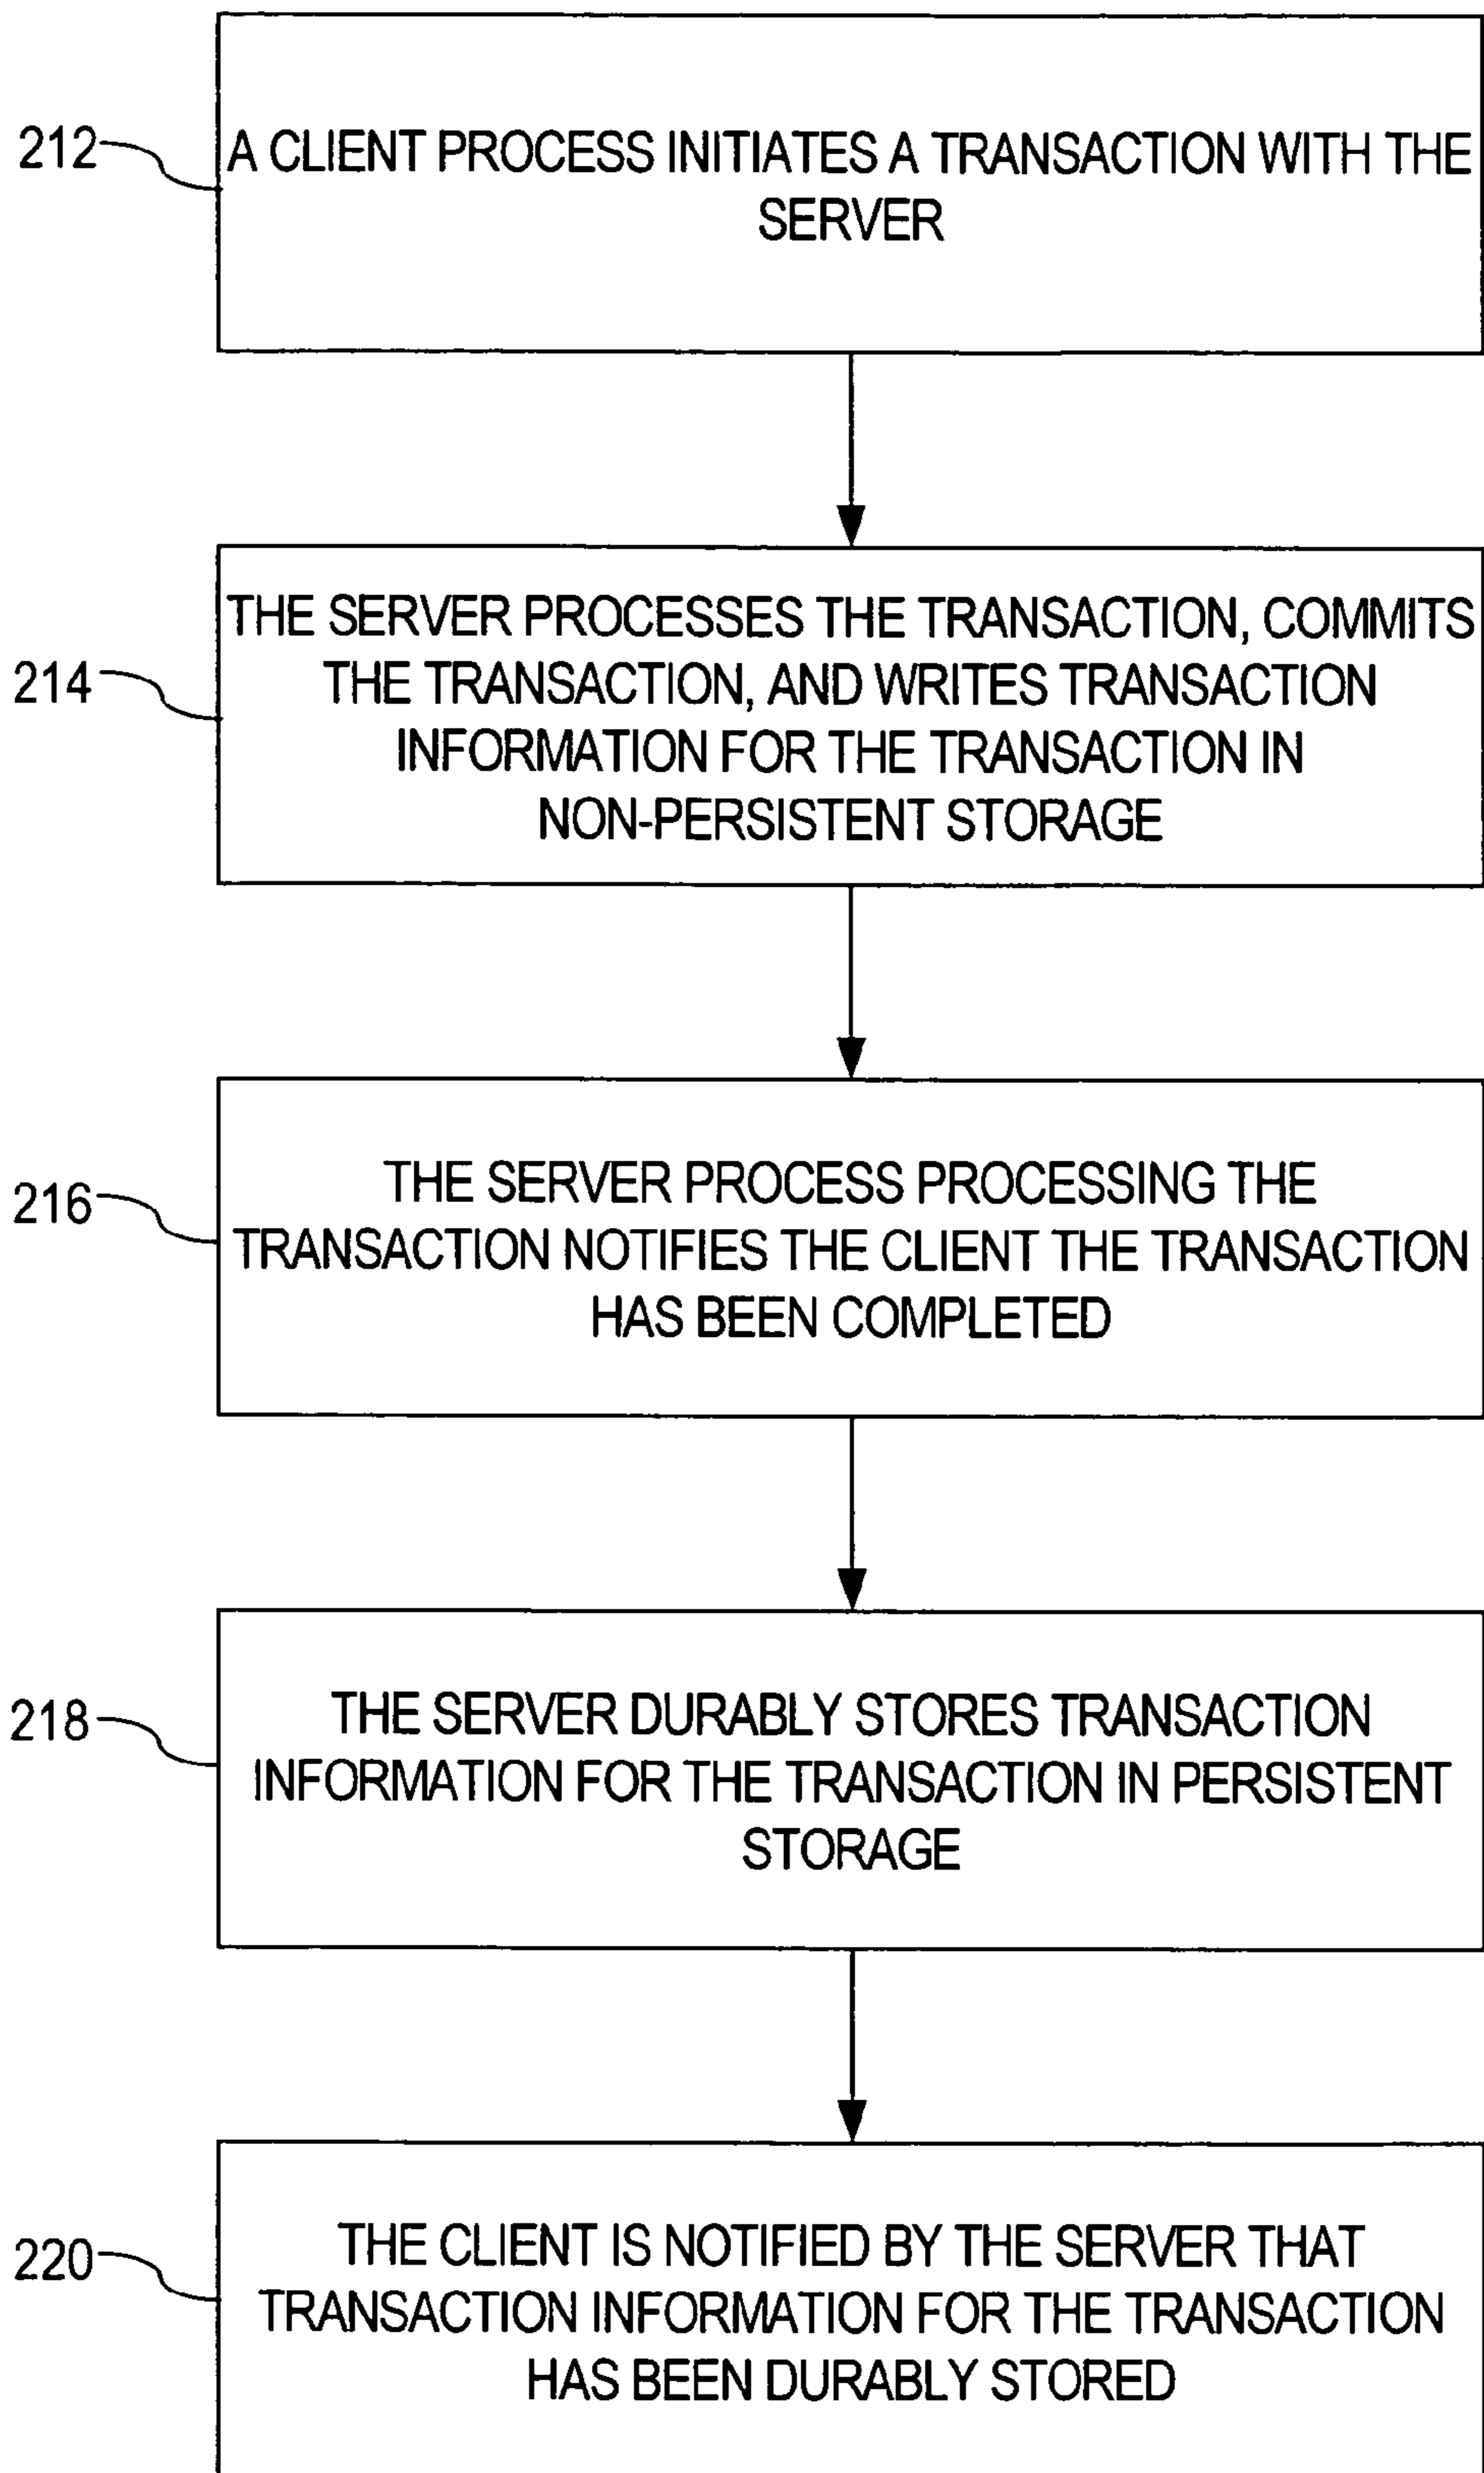 212
A CLIENT PROCESS INITIATES A TRANSACTION WITH THE
SERVER
214
THE SERVER PROCESSES THE TRANSACTION, COMMITS
THE TRANSACTION, AND WRITES TRANSACTION
INFORMATION FOR THE TRANSACTION IN
NON-PERSISTENT STORAGE
216
THE SERVER PROCESS PROCESSING THE
TRANSACTION NOTIFIES THE CLIENT THE TRANSACTION
HAS BEEN COMPLETED
218
THE SERVER DURABLY STORES TRANSACTION
INFORMATION FOR THE TRANSACTION IN PERSISTENT
STORAGE
220
THE CLIENT IS NOTIFIED BY THE SERVER THAT
TRANSACTION INFORMATION FOR THE TRANSACTION
HAS BEEN DURABLY STORED